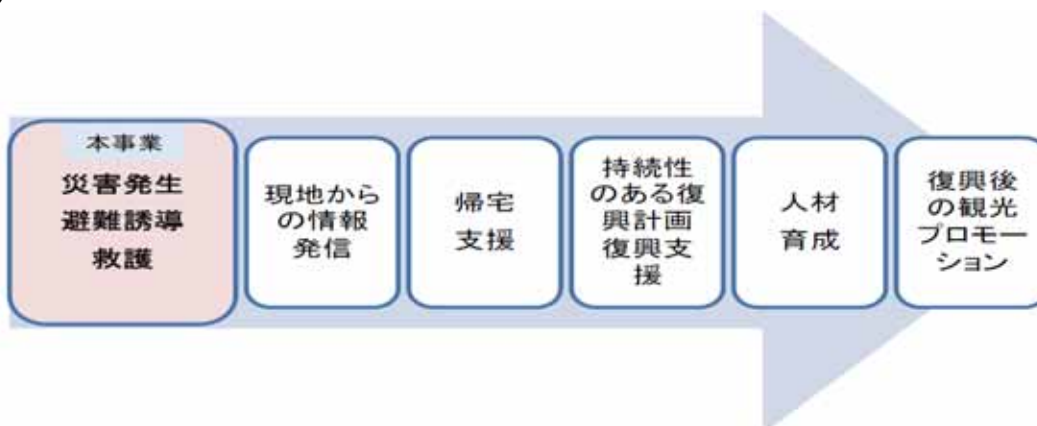 本事業
災害発生
避難誘導
救護
現地から
の情報
発信
帰宅
支援
持続性
のある復
興計画
復興支
援
人材
育成
復興後
の観光
プロモー
ション